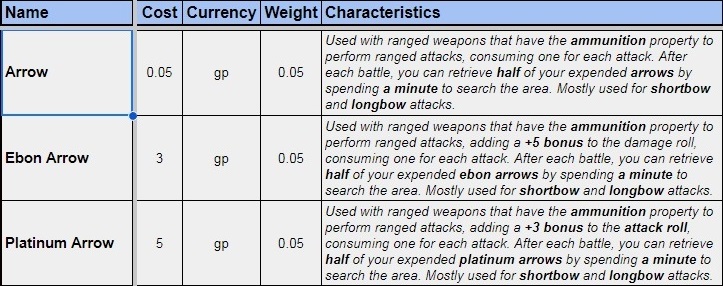 Name Cost Currency Weight Characteristics
Arrow 0.05 gp 0.05
Used with ranged weapons that have the ammunition property to
perform ranged attacks, consuming one for each attack. After
each battle, you can retrieve half of your expended arrows by
spending a minute to search the area. Mostly used for shortbow
and longbow attacks.
Ebon Arrow 3 gp 0.05
Used with ranged weapons that have the ammunition property to
perform ranged attacks, adding a +5 bonus to the damage roll,
consuming one for each attack. After each battle, you can retrieve
half of your expended ebon arrows by spending a minute to
search the area. Mostly used for shortbow and longbow attacks.
Platinum Arrow 5 gp 0.05
Used with ranged weapons that have the ammunition property to
perform ranged attacks, adding a +3 bonus to the attack roll,
consuming one for each attack. After each battle, you can retrieve
half of your expended platinum arrows by spending a minute to
search the area. Mostly used for shortbow and longbow attacks.